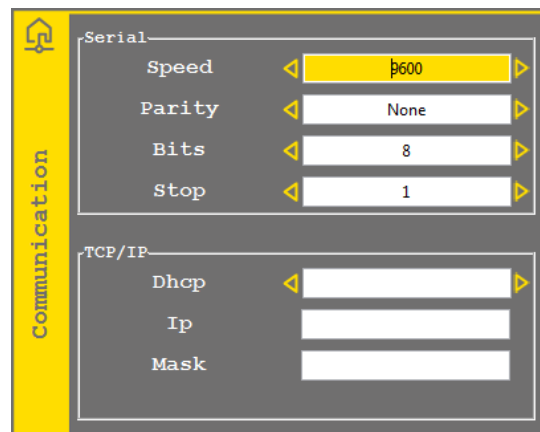 Communication
Serial
Speed 9600
Parity None
Bits 8
Stop 1
TCP/IP
Dhcp
Ip
Mask